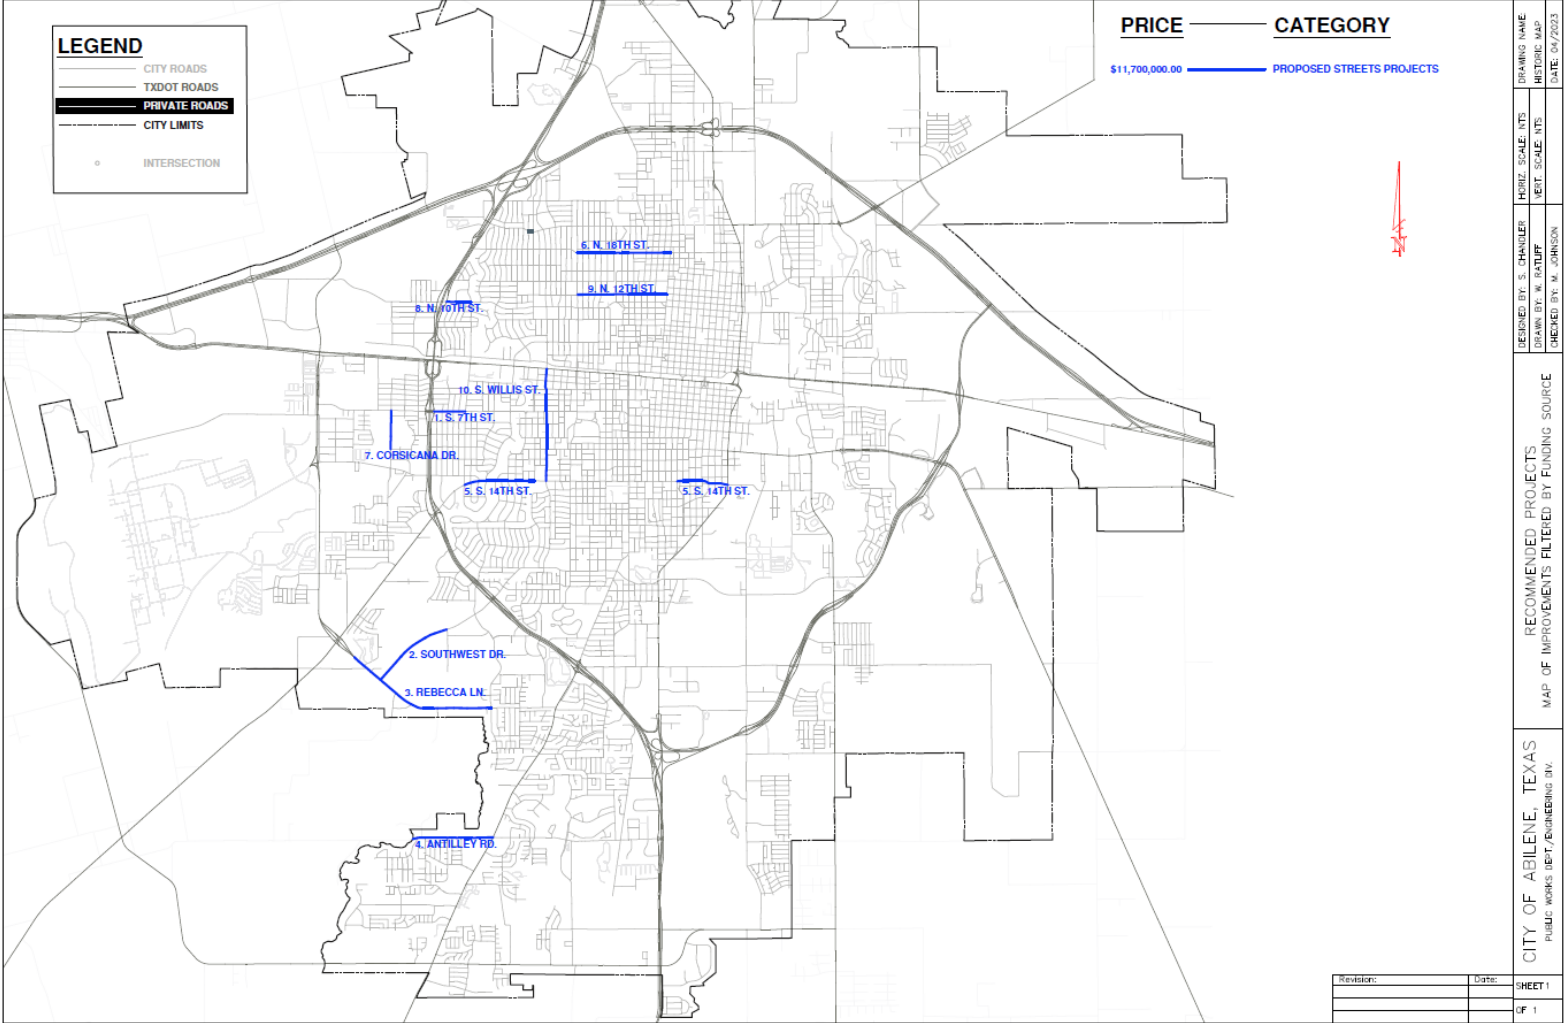 LEGEND
CITY ROADS
TXDOT ROADS
PRIVATE ROADS
CITY LIMITS
INTERSECTION
PRICE CATEGORY
$11,700,000.00 PROPOSED STREETS PROJECTS
6. N. 18TH ST.
9. N. 12TH ST.
8. N. 10TH ST.
10. S. WILLIS ST.
1. S. 7TH ST.
7. CORSICANA DR.
5. S. 14TH ST.
5. S. 14TH ST.
2. SOUTHWEST DR.
3. REBECCA LN.
4. ANTILLEY RD.
DRAWING NAME:
HISTORIC MAP
DATE: 04/2023
HORIZ. SCALE: NTS
VERT. SCALE: NTS
DESIGNED BY: S. CHANDLER
DRAWN BY: W. RATLIFF
CHECKED BY: M. JOHNSON
RECOMMENDED PROJECTS
MAP OF IMPROVEMENTS FILTERED BY FUNDING SOURCE
CITY OF ABILENE, TEXAS
PUBLIC WORKS DEPT./ENGINEERING DIV.
Revision: Date:
SHEET 1
OF 1